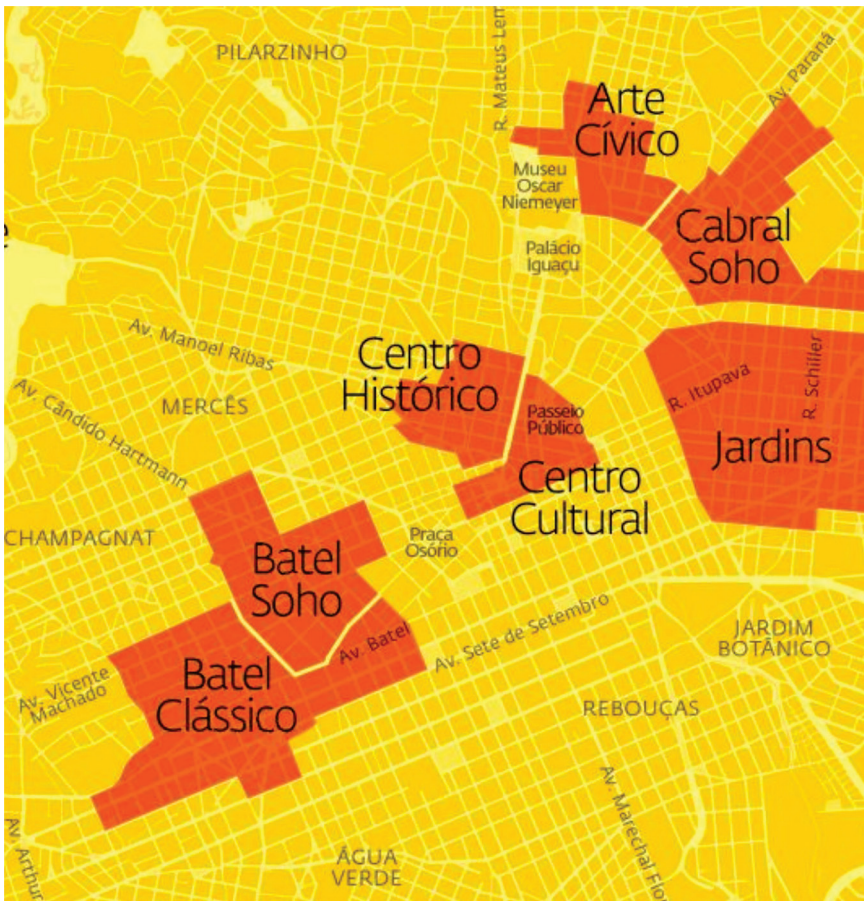 PILARZINHO
R. Mateus Lem
Av. Paraná
Arte
Cívico
Museu
Oscar
Niemeyer
Cabral
Soho
Palácio
Iguaçu
e
Av. Manoel Ribas
Centro
Histórico
R. Schiller
R. Itupava
Av. Cândido Hartmann
MERCÊS
Passeio
Público
Jardins
Centro
Cultural
CHAMPAGNAT
Praça
Osório
Batel
Soho
Av. Batel
Av. Sete de Setembro
JARDIM
BOTÂNICO
Av. Vicente
Machado
Batel
Clássico
REBOUÇAS
Av. Marechal Flor
Av. Arthur
ÁGUA
VERDE